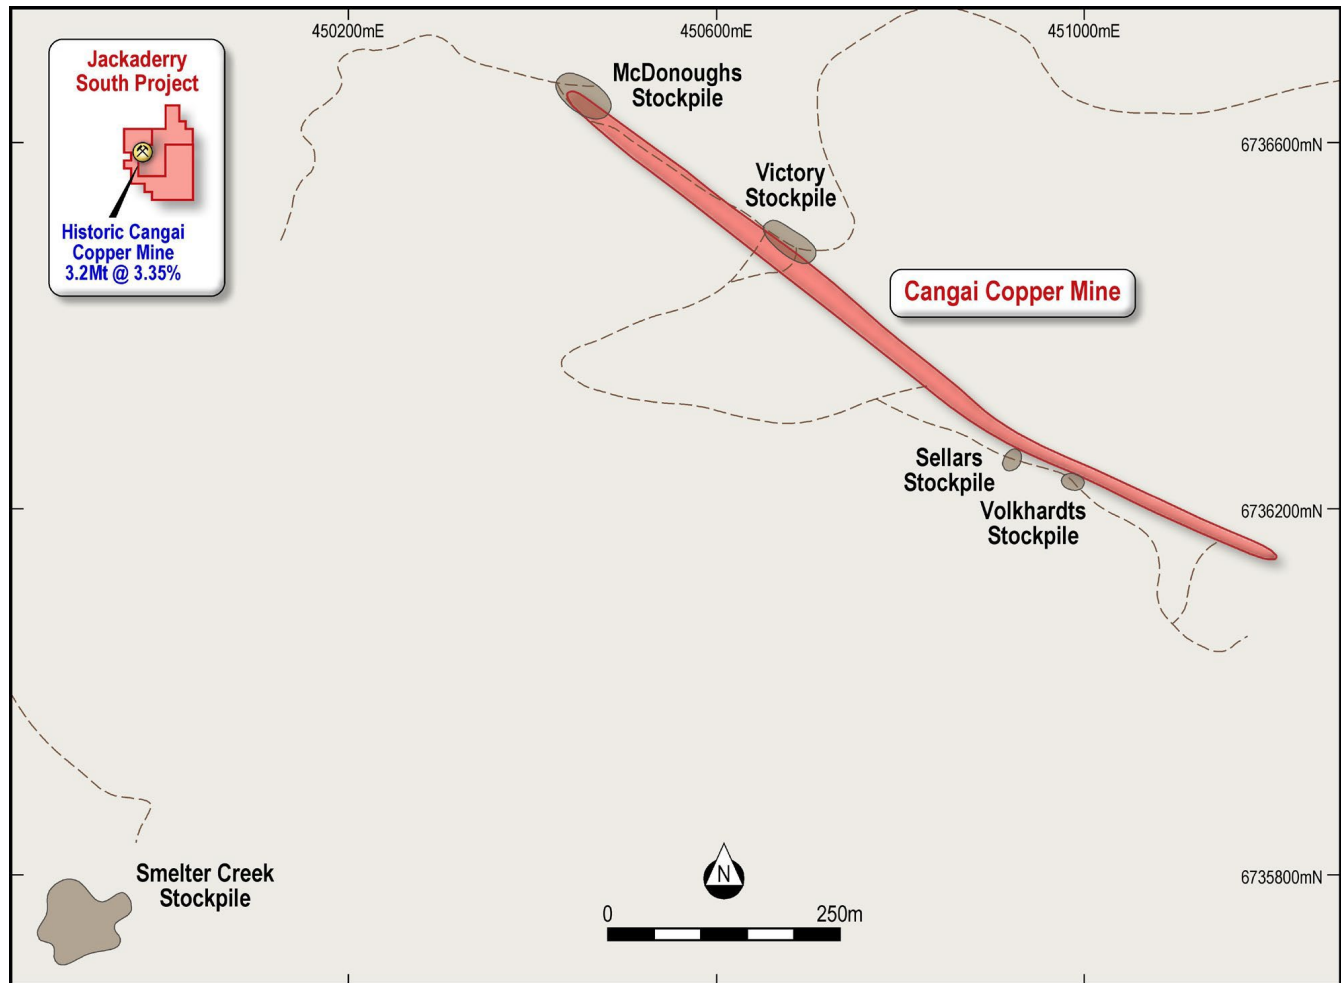 450200mE
450600mE
451000mE
Jackaderry
South Project
Historic Cangai
Copper Mine
3.2Mt @ 3.35%
McDonoughs
Stockpile
6736600mN
Victory
Stockpile
Cangai Copper Mine
Sellars
Stockpile
Volkhardts
Stockpile
6736200mN
Smelter Creek
Stockpile
N
6735800mN
0 250m